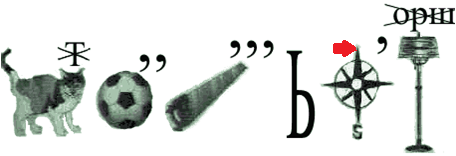 Т ,, ,,, Ь , орш
S